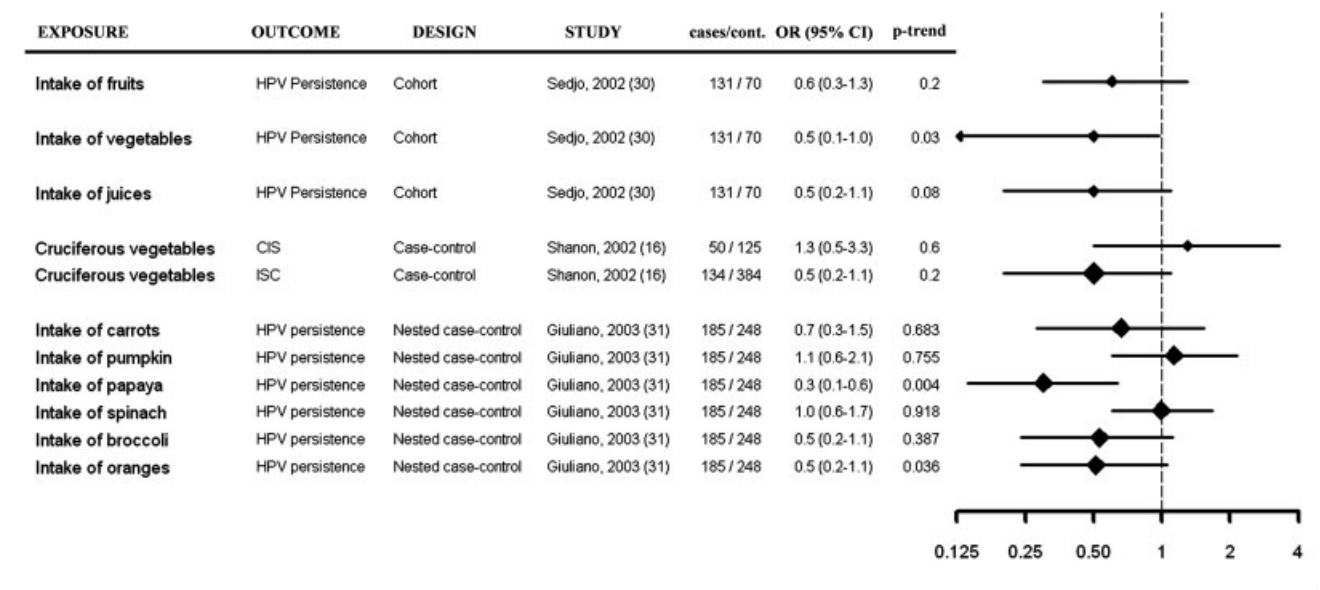 EXPOSURE OUTCOME DESIGN STUDY cases/cont. OR (95% CI) p-trend
Intake of fruits HPV Persistence Cohort Sedjo, 2002 (30) 131 / 70 0.6 (0.3-1.3) 0.2
Intake of vegetables HPV Persistence Cohort Sedjo, 2002 (30) 131 / 70 0.5 (0.1-1.0) 0.03
Intake of juices HPV Persistence Cohort Sedjo, 2002 (30) 131 / 70 0.5 (0.2-1.1) 0.08
Cruciferous vegetables CIS Case-control Shanon, 2002 (16) 50 / 125 1.3 (0.5-3.3) 0.6
Cruciferous vegetables ISC Case-control Shanon, 2002 (16) 134 / 384 0.5 (0.2-1.1) 0.2
Intake of carrots HPV persistence Nested case-control Giuliano, 2003 (31) 185 / 248 0.7 (0.3-1.5) 0.683
Intake of pumpkin HPV persistence Nested case-control Giuliano, 2003 (31) 185 / 248 1.1 (0.6-2.1) 0.755
Intake of papaya HPV persistence Nested case-control Giuliano, 2003 (31) 185 / 248 0.3 (0.1-0.6) 0.004
Intake of spinach HPV persistence Nested case-control Giuliano, 2003 (31) 185 / 248 1.0 (0.6-1.7) 0.918
Intake of broccoli HPV persistence Nested case-control Giuliano, 2003 (31) 185 / 248 0.5 (0.2-1.1) 0.387
Intake of oranges HPV persistence Nested case-control Giuliano, 2003 (31) 185 / 248 0.5 (0.2-1.1) 0.036
0.125 0.25 0.50 1 2 4